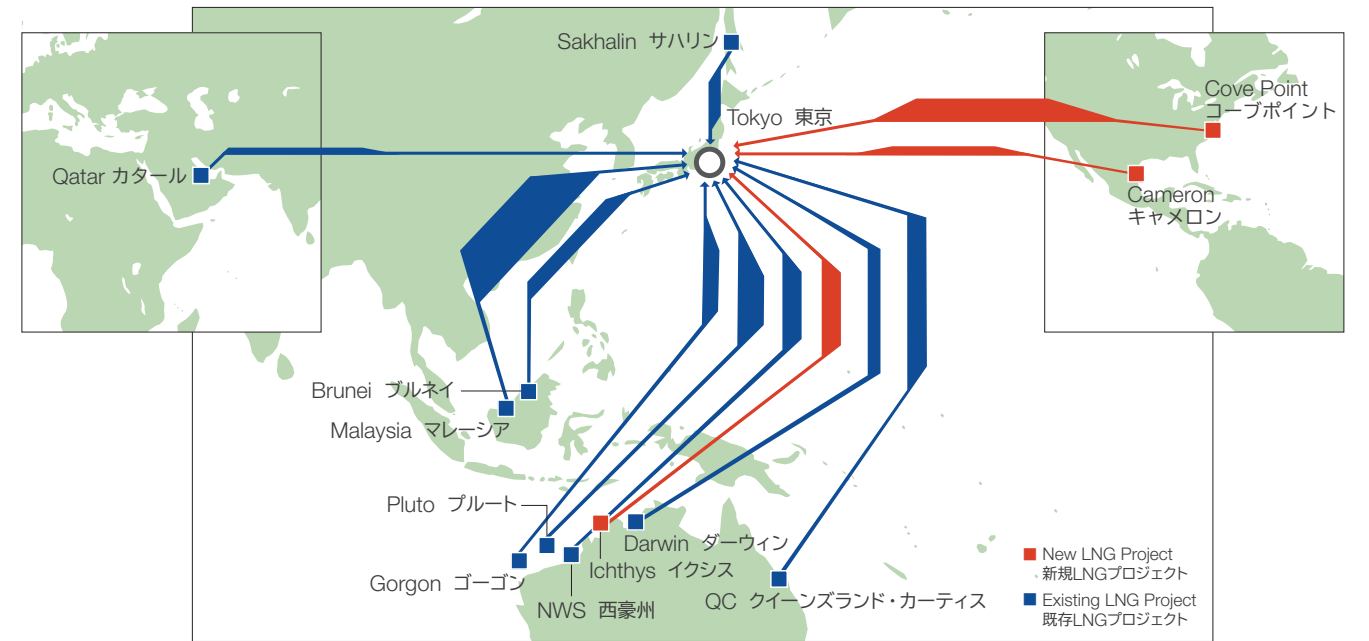 Sakhalin サハリン
Tokyo 東京
Cove Point
コーブポイント
Qatar カタール
Cameron
キャメロン
Brunei ブルネイ
Malaysia マレーシア
Pluto プルート
Darwin ダーウィン
Ichthys イクシス
Gorgon ゴーゴン
NWS 西豪州
QC クイーンズランド・カーティス
New LNG Project
新規LNGプロジェクト
Existing LNG Project
既存LNGプロジェクト